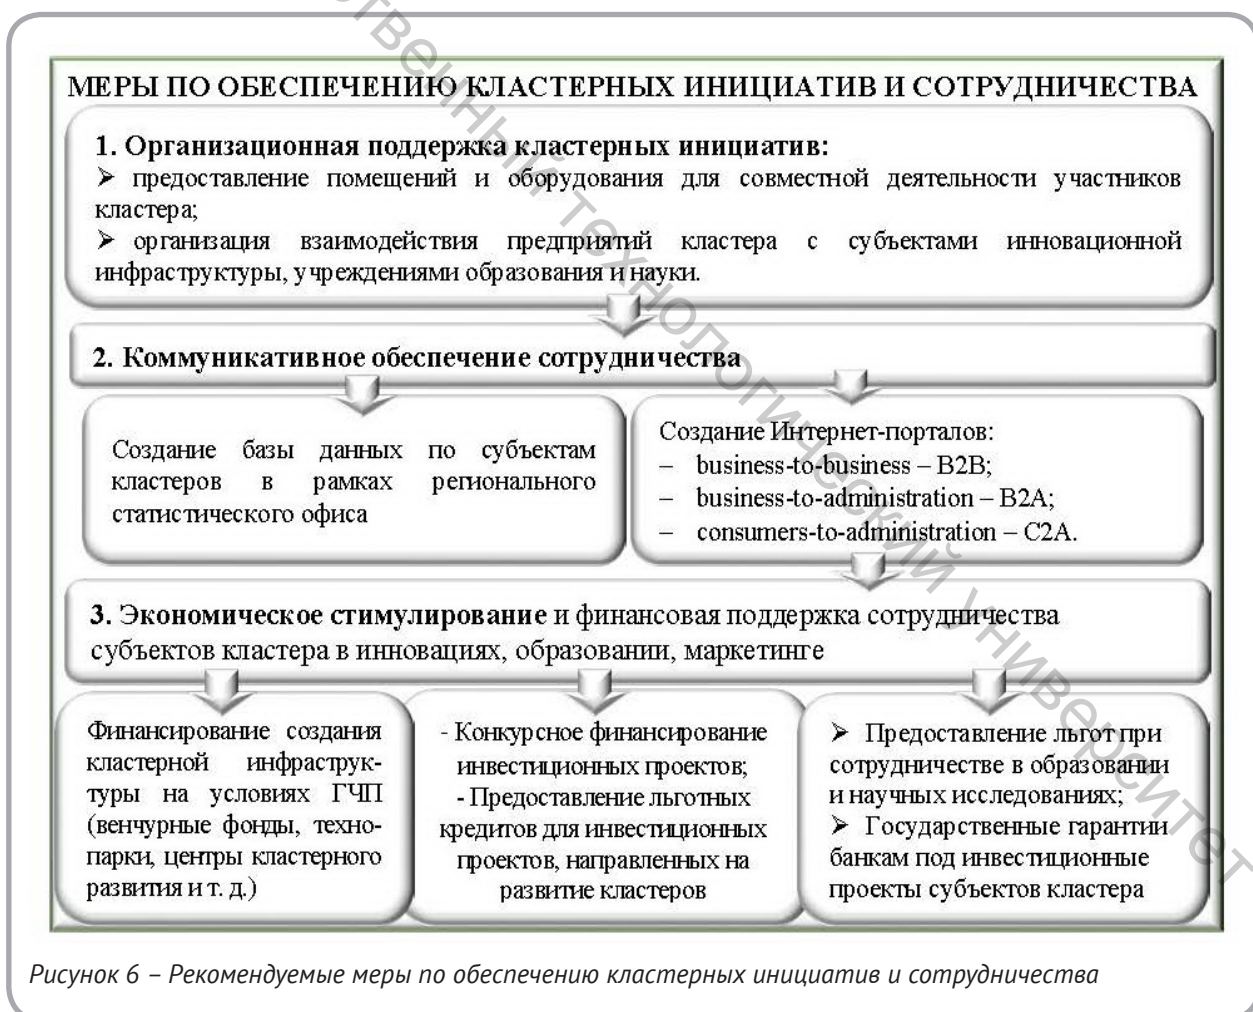 МЕРЫ ПО ОБЕСПЕЧЕНИЮ КЛАСТЕРНЫХ ИНИЦИАТИВ И СОТРУДНИЧЕСТВА
1. Организационная поддержка кластерных инициатив:
➢ предоставление помещений и оборудования для совместной деятельности участников
кластера;
➢ организация взаимодействия предприятий кластера с субъектами инновационной
инфраструктуры, учреждениями образования и науки.
2. Коммуникативное обеспечение сотрудничества
Создание базы данных по субъектам
кластеров в рамках регионального
статистического офиса
Создание Интернет-порталов:
– business-to-business – B2B;
– business-to-administration – B2A;
– consumers-to-administration – C2A.
3. Экономическое стимулирование и финансовая поддержка сотрудничества
субъектов кластера в инновациях, образовании, маркетинге
Финансирование создания
кластерной инфраструк-
туры на условиях ГЧП
(венчурные фонды, техно-
парки, центры кластерного
развития и т. д.)
- Конкурсное финансирование
инвестиционных проектов;
- Предоставление льготных
кредитов для инвестиционных
проектов, направленных на
развитие кластеров
➢ Предоставление льгот при
сотрудничестве в образовании
и научных исследованиях;
➢ Государственные гарантии
банкам под инвестиционные
проекты субъектов кластера
Рисунок 6 – Рекомендуемые меры по обеспечению кластерных инициатив и сотрудничества
технологический университет